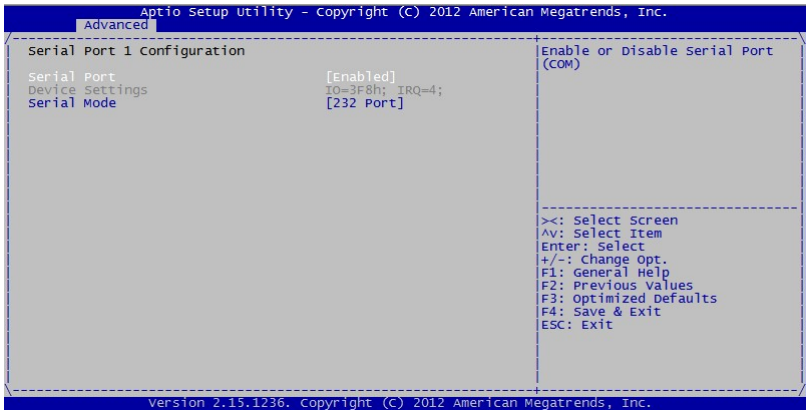 Aptio Setup Utility - Copyright (C) 2012 American Megatrends, Inc.
Advanced
Serial Port 1 Configuration
Enable or Disable Serial Port
(COM)
Serial Port [Enabled]
Device Settings IO=3F8h; IRQ=4;
Serial Mode [232 Port]
><: Select Screen
^v: Select Item
Enter: Select
+/-: Change Opt.
F1: General Help
F2: Previous Values
F3: Optimized Defaults
F4: Save & Exit
ESC: Exit
Version 2.15.1236. Copyright (C) 2012 American Megatrends, Inc.